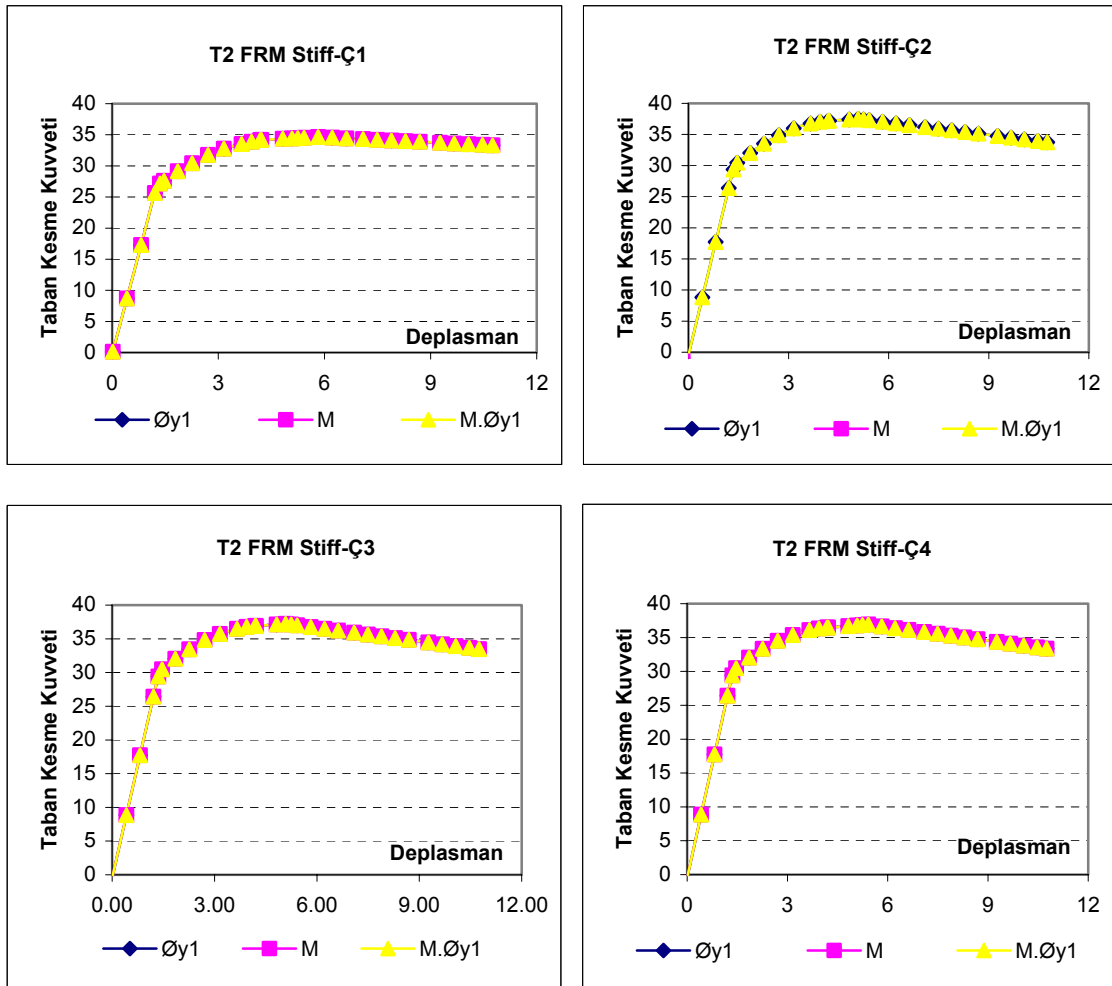 T2 FRM Stiff-Ç1
Taban Kesme Kuvveti
40
35
30
25
20
15
10
5
0
Deplasman
0 3 6 9 12
Øy1 M M.Øy1
T2 FRM Stiff-Ç2
Taban Kesme Kuvveti
40
35
30
25
20
15
10
5
0
Deplasman
0 3 6 9 12
Øy1 M M.Øy1
T2 FRM Stiff-Ç3
Taban Kesme Kuvveti
40
35
30
25
20
15
10
5
0
Deplasman
0.00 3.00 6.00 9.00 12.00
Øy1 M M.Øy1
T2 FRM Stiff-Ç4
Taban Kesme Kuvveti
40
35
30
25
20
15
10
5
0
Deplasman
0 3 6 9 12
Øy1 M M.Øy1